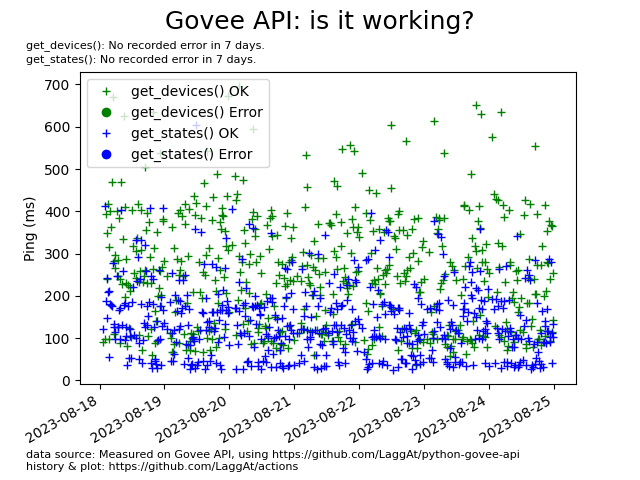 Govee API: is it working?
get_devices(): No recorded error in 7 days.
get_states(): No recorded error in 7 days.
700
600
500
400
300
200
100
0
Ping (ms)
get_devices() OK
get_devices() Error
get_states() OK
get_states() Error
2023-08-18
2023-08-19
2023-08-20
2023-08-21
2023-08-22
2023-08-23
2023-08-24
2023-08-25
data source: Measured on Govee API, using https://github.com/LaggAt/python-govee-api
history & plot: https://github.com/LaggAt/actions